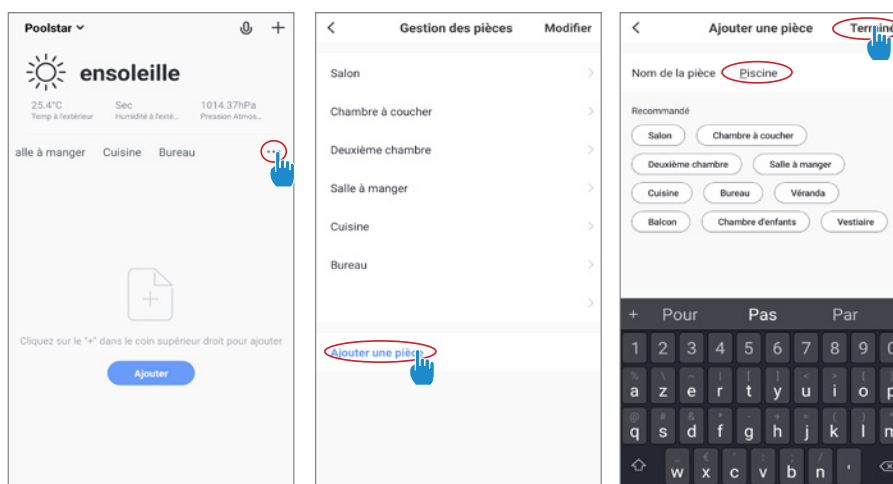 Poolstar
ensoleille
25.4°C Sec 1014.37hPa
Temp à l'extérieur Humidité à l'exté... Pression Atmos...
alle à manger Cuisine Bureau ...
Cliquez sur le "+" dans le coin supérieur droit pour ajouter
Ajouter
Gestion des pièces Modifier
Salon
Chambre à coucher
Deuxième chambre
Salle à manger
Cuisine
Bureau
Ajouter une pièce
Ajouter une pièce Terminé
Nom de la pièce Piscine
Recommandé
Salon Chambre à coucher
Deuxième chambre Salle à manger
Cuisine Bureau Véranda
Balcon Chambre d'enfants Vestiaire
+ Pour Pas Par
1 2 3 4 5 6 7 8 9 0
a z e r t y u i o p
q s d f g h j k l m
w x c v b n '